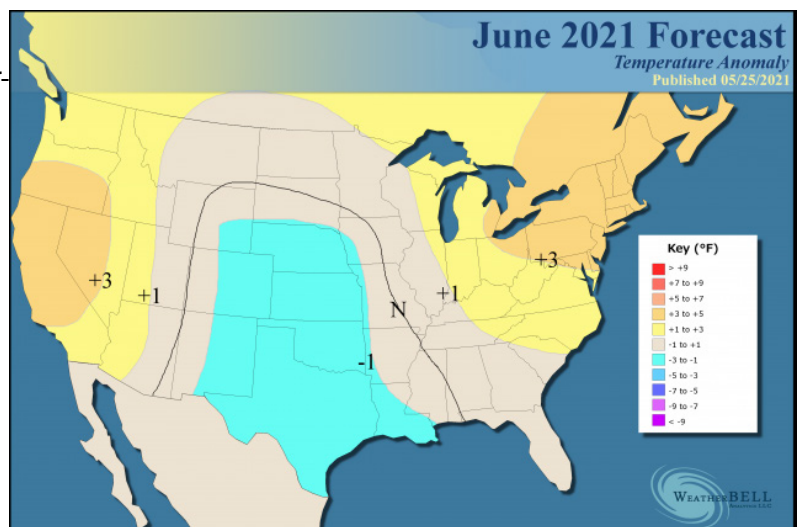 June 2021 Forecast
Temperature Anomaly
Published 05/25/2021
+3
+1
-1
N
+1
+3
Key (°F)
> +9
+7 to +9
+5 to +7
+3 to +5
+1 to +3
-1 to +1
-3 to -1
-5 to -3
-7 to -5
-9 to -7
< -9
WEATHERBELL